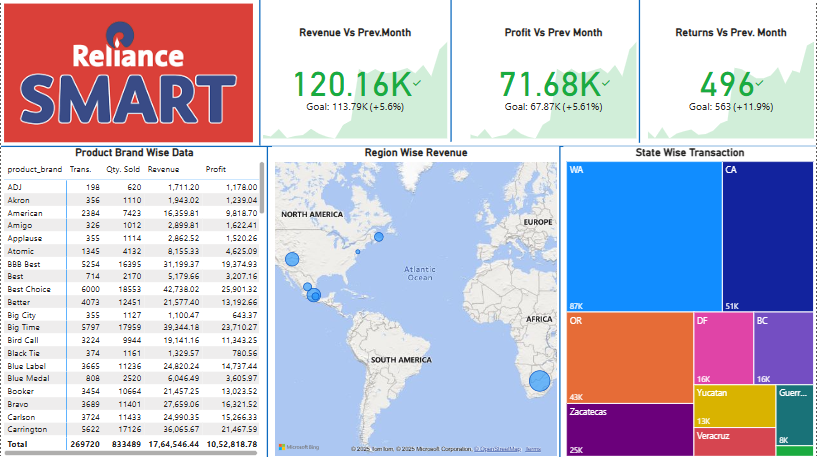 Reliance
SMART
Revenue Vs Prev.Month
120.16K
Goal: 113.79K (+5.6%)
Profit Vs Prev Month
71.68K
Goal: 67.87K (+5.61%)
Returns Vs Prev. Month
496
Goal: 563 (+11.9%)
Product Brand Wise Data
product_brand Trans. Qty. Sold Revenue Profit
ADJ 198 620 1,711.20 1,178.00
Akron 356 1110 1,943.02 1,239.04
American 2384 7423 16,359.81 9,818.70
Amigo 326 1012 2,899.81 1,622.41
Applause 355 1114 2,862.52 1,520.26
Atomic 1345 4132 8,155.33 4,625.09
BBB Best 5254 16395 31,199.37 19,374.93
Best 714 2170 5,179.66 3,207.16
Best Choice 6000 18553 42,738.02 25,901.32
Better 4073 12451 21,577.40 13,192.66
Big City 355 1127 1,100.47 643.37
Big Time 5797 17959 39,344.18 23,710.27
Bird Call 3224 9944 19,141.16 11,343.25
Black Tie 374 1161 1,329.57 780.56
Blue Label 3665 11236 24,820.24 14,737.44
Blue Medal 808 2520 6,046.49 3,605.97
Booker 3454 10664 21,457.25 13,023.52
Bravo 3689 11401 27,659.06 16,321.52
Carlson 3724 11433 24,990.35 15,266.33
Carrington 5622 17126 36,065.67 21,467.59
Total 269720 833489 17,64,546.44 10,52,818.78
Region Wise Revenue
NORTH AMERICA
EUROPE
Atlantic
Ocean
AFRICA
SOUTH AMERICA
Microsoft Bing
© 2025 TomTom, © 2025 Microsoft Corporation, © OpenStreetMap Terms
State Wise Transaction
WA
87K
CA
51K
OR
43K
DF
16K
BC
16K
Zacatecas
25K
Yucatan
13K
Guerr...
8K
Veracruz